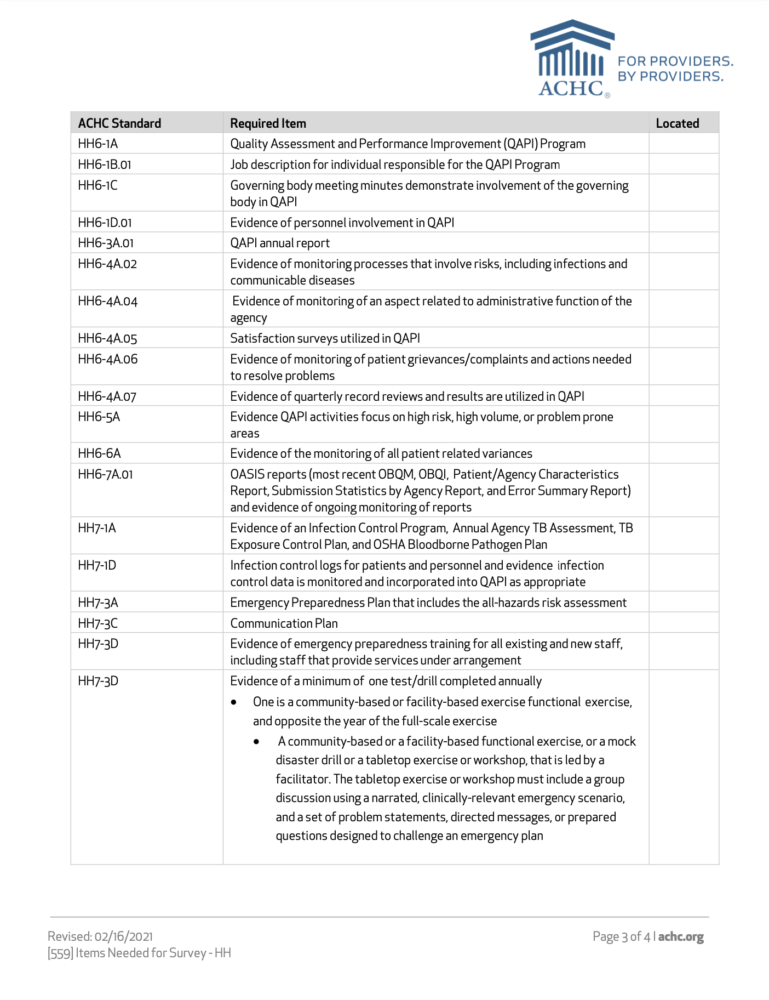 ACHC®
FOR PROVIDERS.
BY PROVIDERS.
ACHC Standard Required Item Located
HH6-1A Quality Assessment and Performance Improvement (QAPI) Program
HH6-1B.01 Job description for individual responsible for the QAPI Program
HH6-1C Governing body meeting minutes demonstrate involvement of the governing
body in QAPI
HH6-1D.01 Evidence of personnel involvement in QAPI
HH6-3A.01 QAPI annual report
HH6-4A.02 Evidence of monitoring processes that involve risks, including infections and
communicable diseases
HH6-4A.04 Evidence of monitoring of an aspect related to administrative function of the
agency
HH6-4A.05 Satisfaction surveys utilized in QAPI
HH6-4A.06 Evidence of monitoring of patient grievances/complaints and actions needed
to resolve problems
HH6-4A.07 Evidence of quarterly record reviews and results are utilized in QAPI
HH6-5A Evidence QAPI activities focus on high risk, high volume, or problem prone
areas
HH6-6A Evidence of the monitoring of all patient related variances
HH6-7A.01 OASIS reports (most recent OBQM, OBQI, Patient/Agency Characteristics
Report, Submission Statistics by Agency Report, and Error Summary Report)
and evidence of ongoing monitoring of reports
HH7-1A Evidence of an Infection Control Program, Annual Agency TB Assessment, TB
Exposure Control Plan, and OSHA Bloodborne Pathogen Plan
HH7-1D Infection control logs for patients and personnel and evidence infection
control data is monitored and incorporated into QAPI as appropriate
HH7-3A Emergency Preparedness Plan that includes the all-hazards risk assessment
HH7-3C Communication Plan
HH7-3D Evidence of emergency preparedness training for all existing and new staff,
including staff that provide services under arrangement
HH7-3D Evidence of a minimum of one test/drill completed annually
• One is a community-based or facility-based exercise functional exercise,
and opposite the year of the full-scale exercise
• A community-based or a facility-based functional exercise, or a mock
disaster drill or a tabletop exercise or workshop, that is led by a
facilitator. The tabletop exercise or workshop must include a group
discussion using a narrated, clinically-relevant emergency scenario,
and a set of problem statements, directed messages, or prepared
questions designed to challenge an emergency plan
Revised: 02/16/2021 Page 3 of 4 | achc.org
[559] Items Needed for Survey - HH